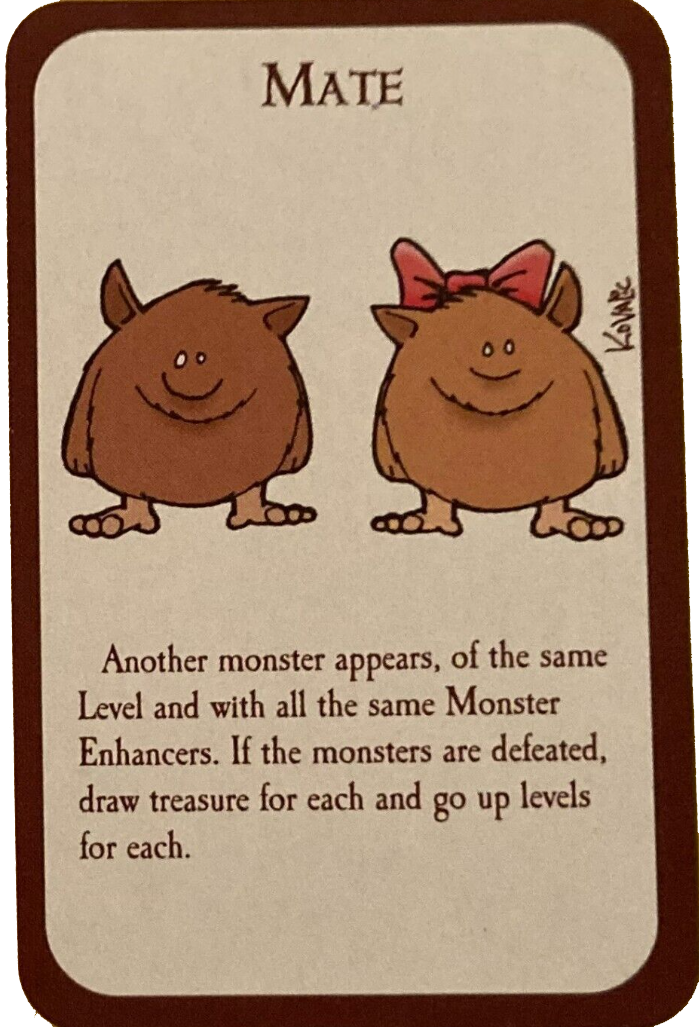 MATE
KOVALIC
Another monster appears, of the same
Level and with all the same Monster
Enhancers. If the monsters are defeated,
draw treasure for each and go up levels
for each.